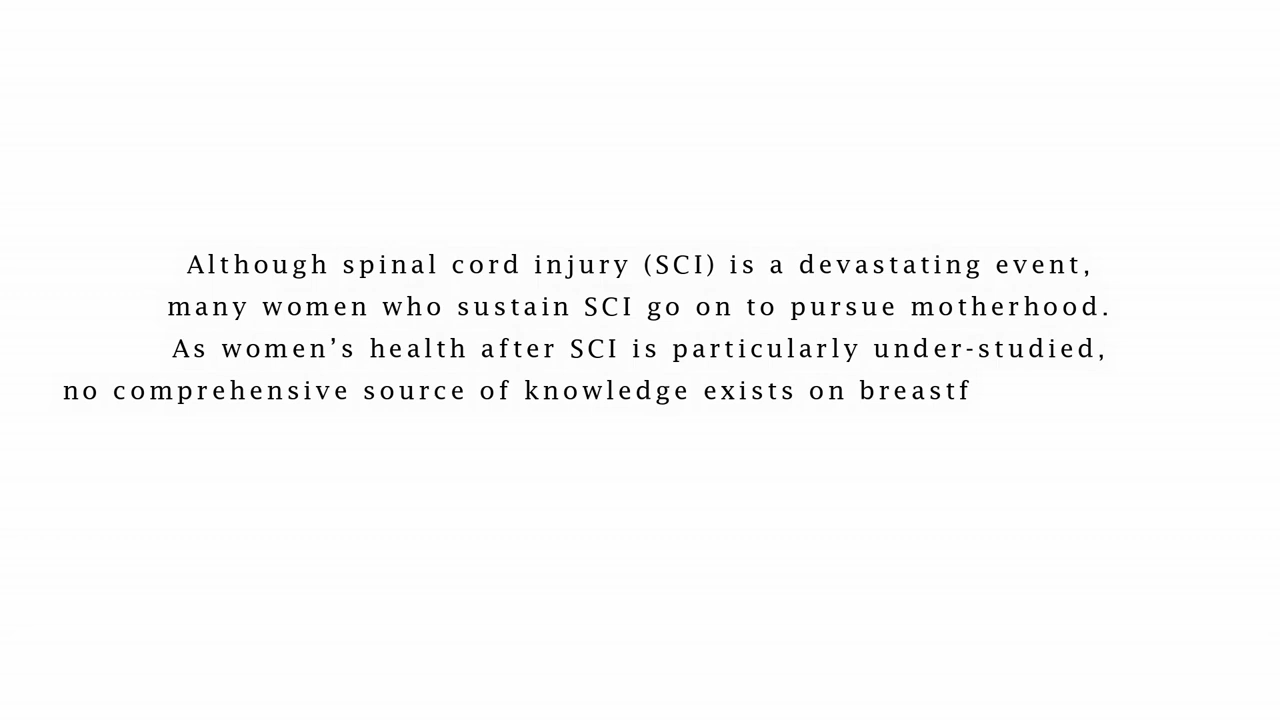 Although spinal cord injury (SCI) is a devastating event,
many women who sustain SCI go on to pursue motherhood.
As women’s health after SCI is particularly under-studied,
no comprehensive source of knowledge exists on breastf